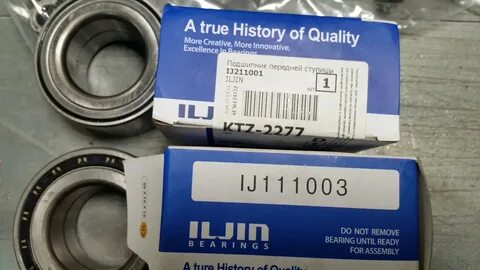 A true History of Quality
More Creative, More Innovative,
Excellence In Bearings
Подшипник передней ступицы
IJ211001
ILJIN
1
KTZ-2277
ILJIN
IJ111003
ILJIN
BEARINGS
DO NOT REMOVE
BEARING UNTIL READY
FOR ASSEMBLY
A true History of Quality